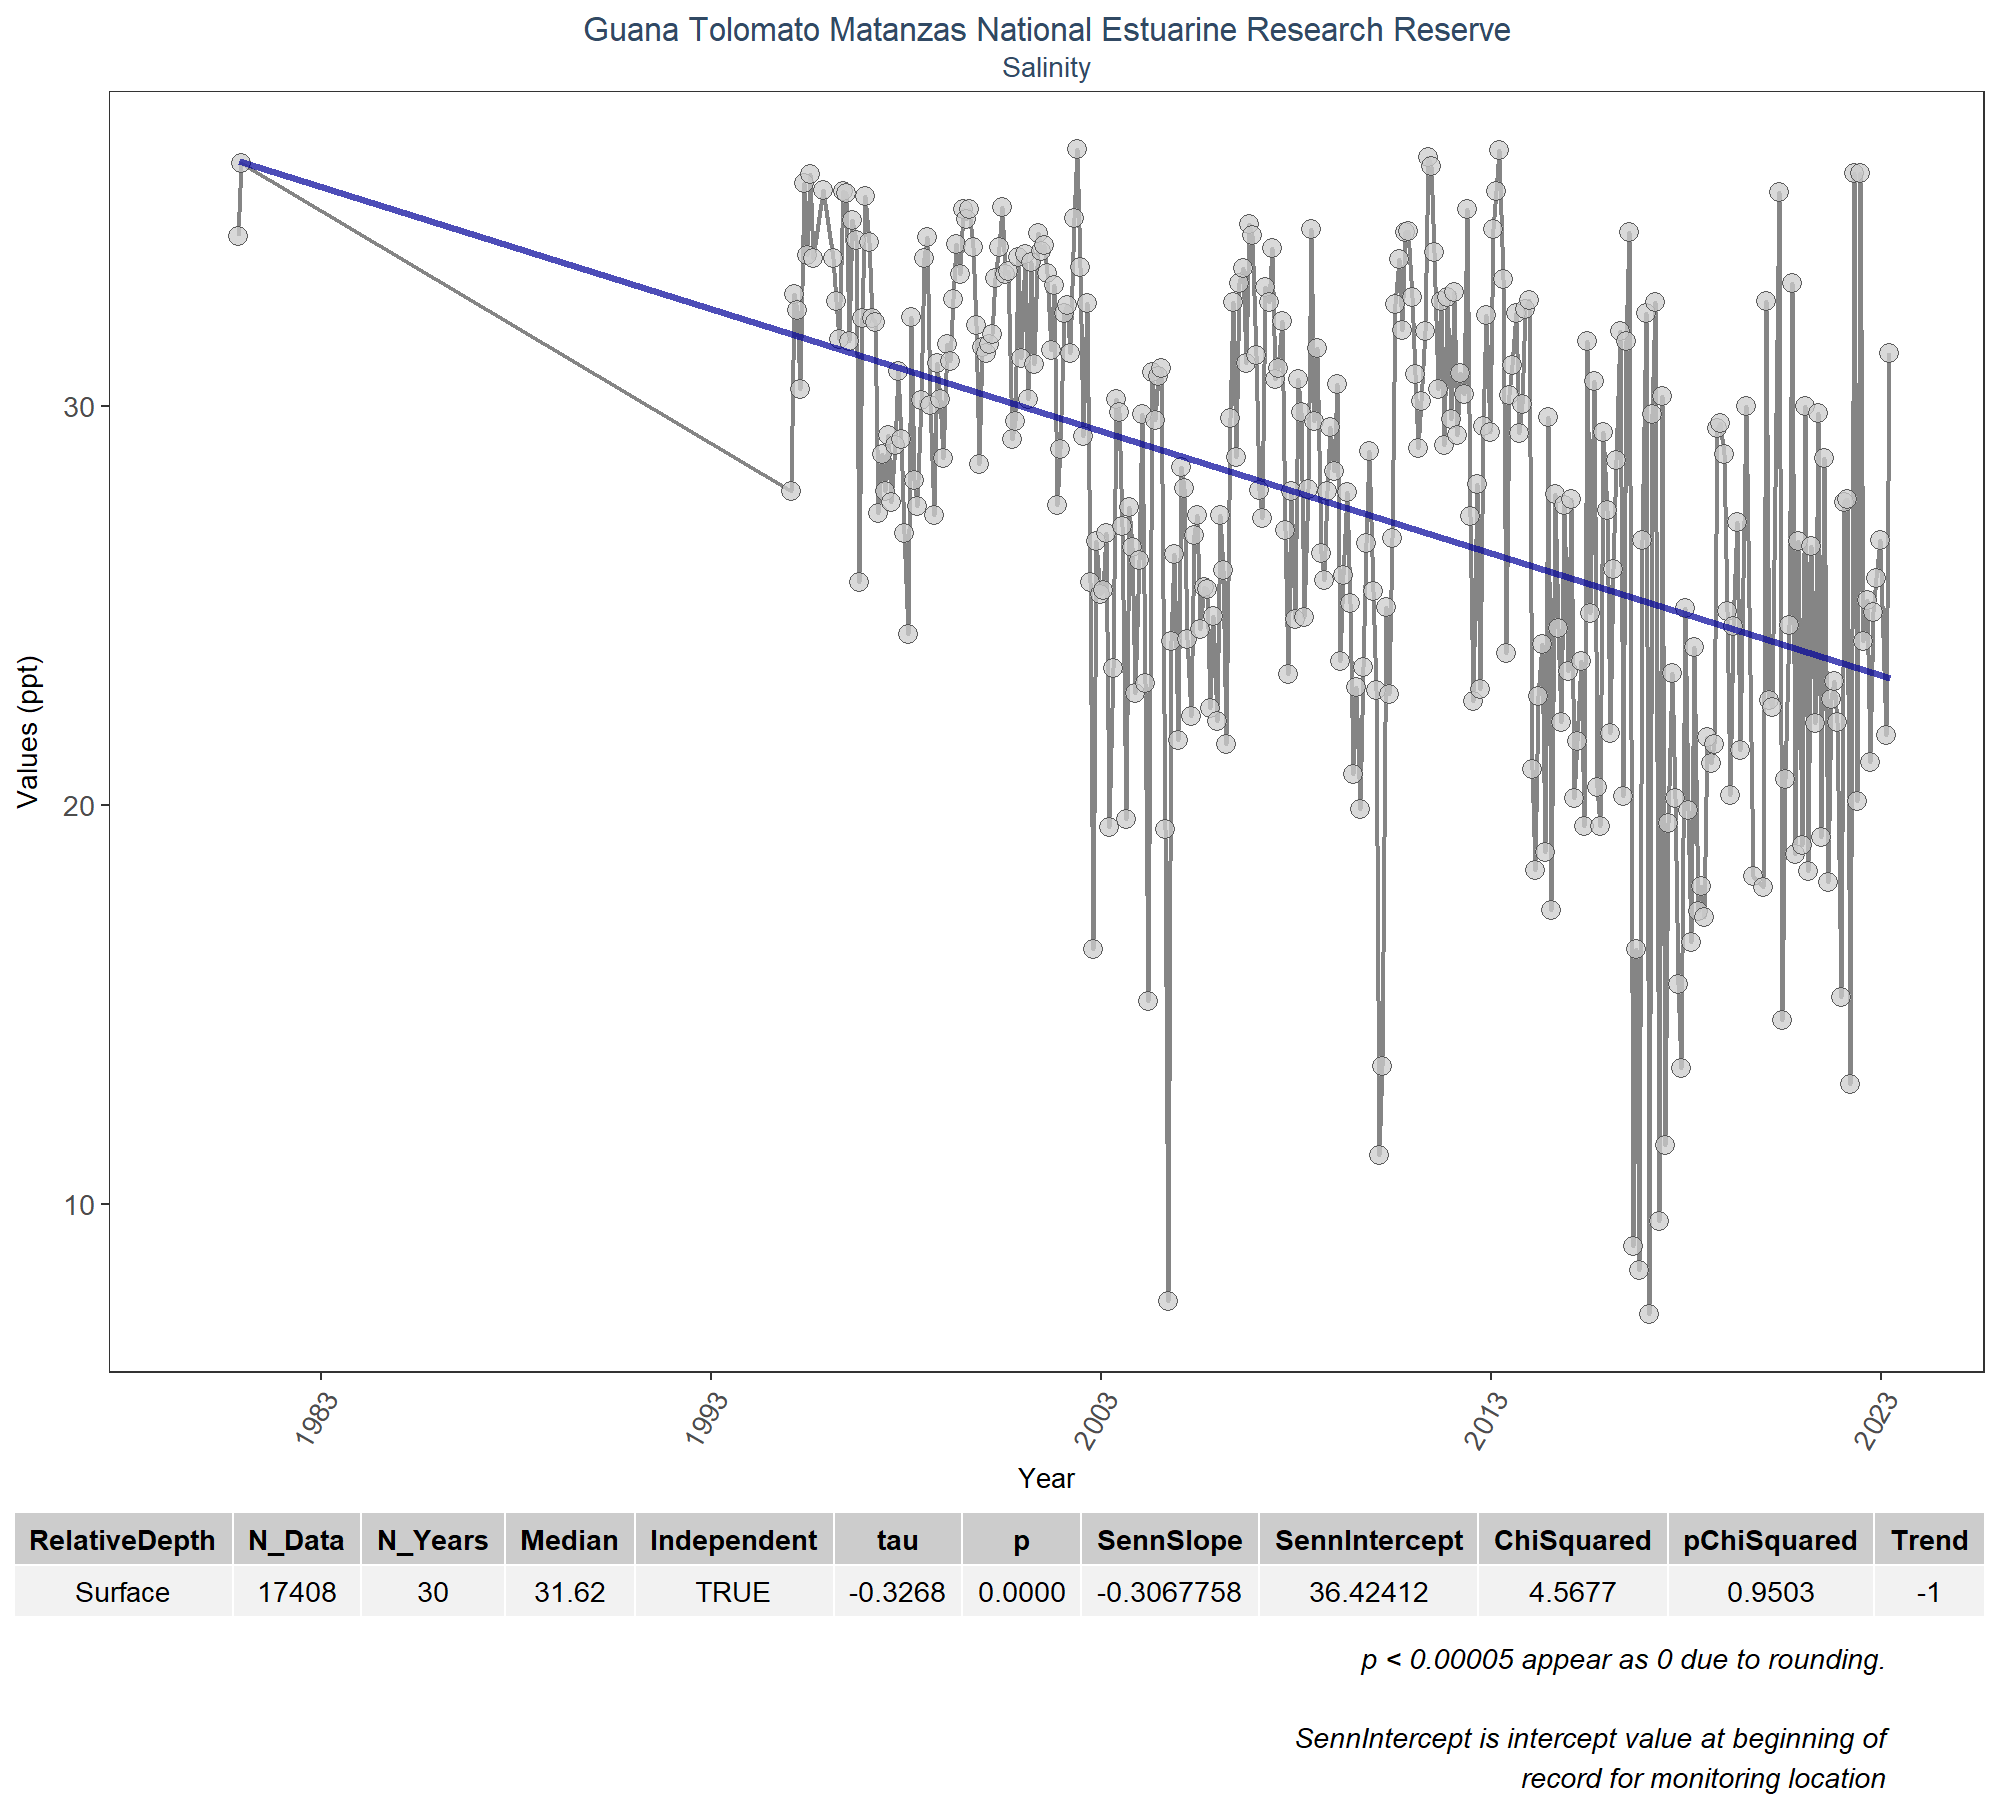 Guana Tolomato Matanzas National Estuarine Research Reserve
Salinity
Values (ppt)
30
20
10
1983
1993
2003
2013
2023
Year
RelativeDepth N_Data N_Years Median Independent tau p SennSlope SennIntercept ChiSquared pChiSquared Trend
Surface 17408 30 31.62 TRUE -0.3268 0.0000 -0.3067758 36.42412 4.5677 0.9503 -1
p < 0.00005 appear as 0 due to rounding.
SennIntercept is intercept value at beginning of
record for monitoring location